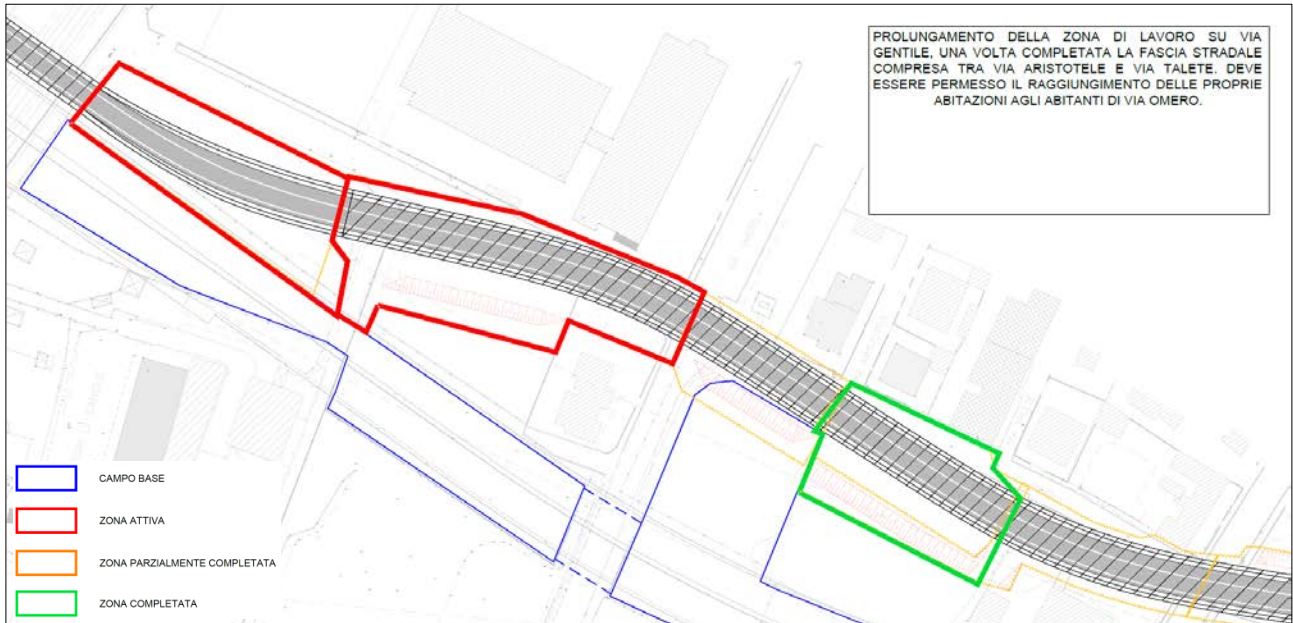 PROLUNGAMENTO DELLA ZONA DI LAVORO SU VIA
GENTILE, UNA VOLTA COMPLETATA LA FASCIA STRADALE
COMPRESA TRA VIA ARISTOTELE E VIA TALETE. DEVE
ESSERE PERMESSO IL RAGGIUNGIMENTO DELLE PROPRIE
ABITAZIONI AGLI ABITANTI DI VIA OMERO.
CAMPO BASE
ZONA ATTIVA
ZONA PARZIALMENTE COMPLETATA
ZONA COMPLETATA